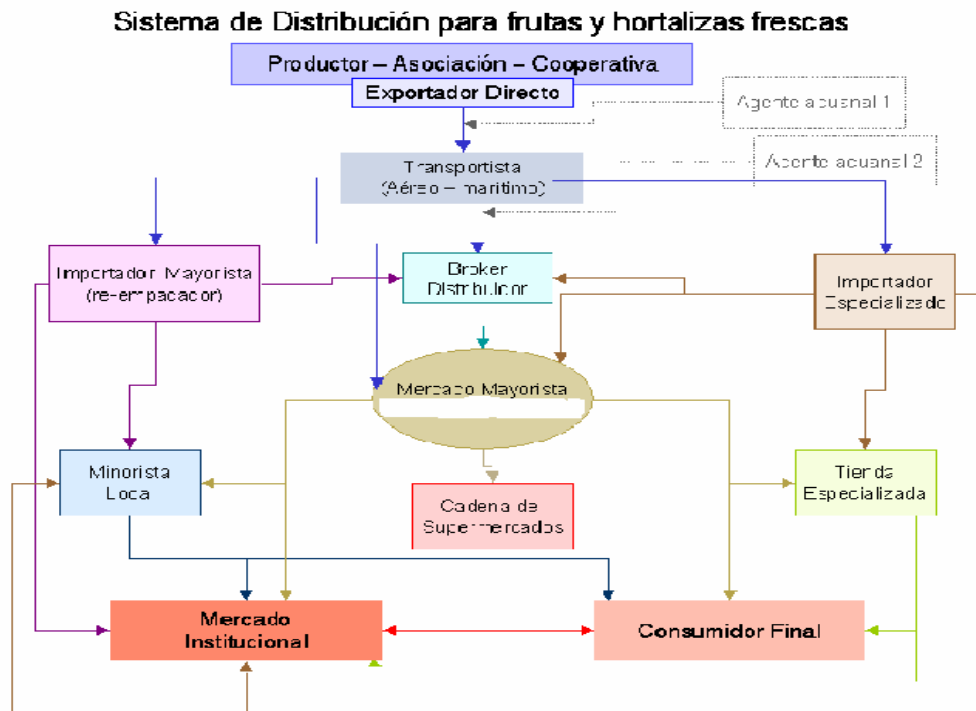 Sistema de Distribución para frutas y hortalizas frescas
Productor – Asociación – Cooperativa
Exportador Directo
Agente aduanal 1
Transportista
(Aéreo – marítimo)
Agente aduanal 2
Importador Mayorista
(re-empacador)
Broker
Distribuidor
Importador
Especializado
Mercado Mayorista
Minorista
Local
Cadena de
Supermercados
Tienda
Especializada
Mercado
Institucional
Consumidor Final